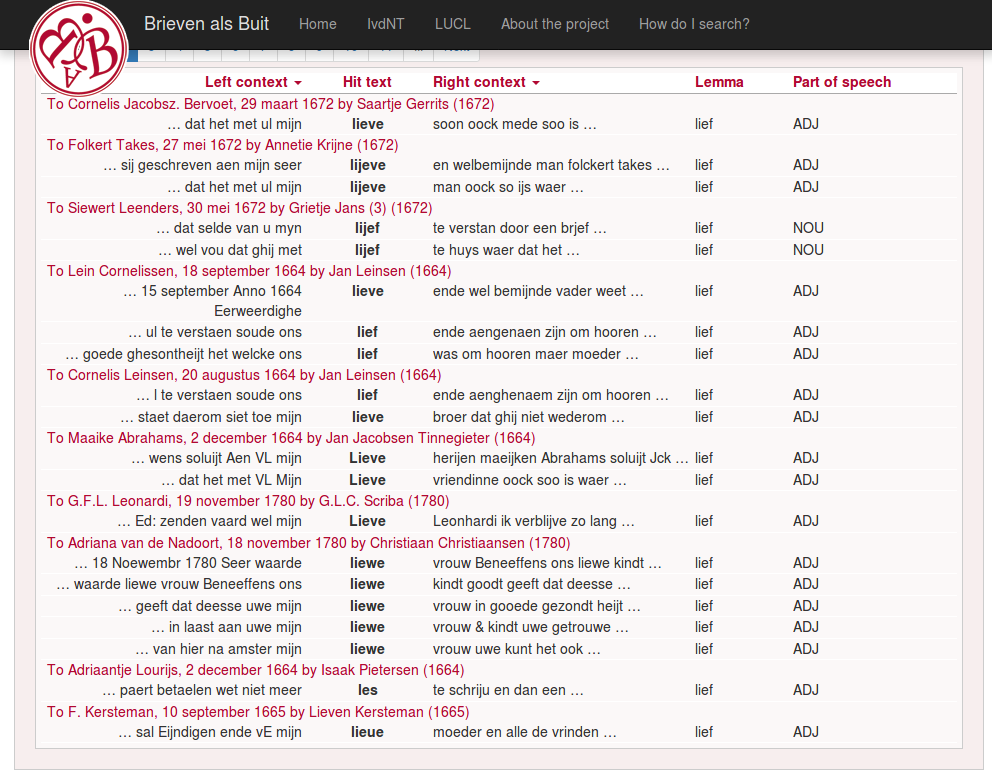 Brieven als Buit Home IvdNT LUCL About the project How do I search?
Left context Hit text Right context Lemma Part of speech
To Cornelis Jacobsz. Bervoet, 29 maart 1672 by Saartje Gerrits (1672)
… dat het met ul mijn lieve soon oock mede soo is … lief ADJ
To Folkert Takes, 27 mei 1672 by Annetie Krijne (1672)
… sij geschreven aen mijn seer lijeve en welbemijnde man folckert takes … lief ADJ
… dat het met ul mijn lijeve man oock so ijs waer … lief ADJ
To Siewert Leenders, 30 mei 1672 by Grietje Jans (3) (1672)
… dat selde van u myn lijef te verstan door een brjef … lief NOU
… wel vou dat ghij met lijef te huys waer dat het … lief NOU
To Lein Cornelissen, 18 september 1664 by Jan Leinsen (1664)
… 15 september Anno 1664 lieve ende wel bemijnde vader weet … lief ADJ
Eerweerdighe
… ul te verstaen soude ons lief ende aengenaen zijn om hooren … lief ADJ
… goede ghesontheijt het welcke ons lief was om hooren maer moeder … lief ADJ
To Cornelis Leinsen, 20 augustus 1664 by Jan Leinsen (1664)
… l te verstaen soude ons lief ende aenghenaem zijn om hooren … lief ADJ
… staet daerom siet toe mijn lieve broer dat ghij niet wederom … lief ADJ
To Maaike Abrahams, 2 december 1664 by Jan Jacobsen Tinnegieter (1664)
… wens soluijt Aen VL mijn Lieve herijen maeijken Abrahams soluijt Jck … lief ADJ
… dat het met VL Mijn Lieve vriendinne oock soo is waer … lief ADJ
To G.F.L. Leonardi, 19 november 1780 by G.L.C. Scriba (1780)
… Ed: zenden vaard wel mijn Lieve Leonhardi ik verblijve zo lang … lief ADJ
To Adriana van de Nadoort, 18 november 1780 by Christiaan Christiaansen (1780)
… 18 Noewembr 1780 Seer waarde liewe vrouw Beneeffens ons liewe kindt … lief ADJ
… waarde liewe vrouw Beneeffens ons liewe kindt goodt geeft dat deesse … lief ADJ
… geeft dat deesse uwe mijn liewe vrouw in gooede gezondt heijt … lief ADJ
… in laast aan uwe mijn liewe vrouw & kindt uwe getrouwe … lief ADJ
… van hier na amster mijn liewe vrouw uwe kunt het ook … lief ADJ
To Adriaantje Lourijs, 2 december 1664 by Isaak Pietersen (1664)
… paert betaelen wet niet meer les te schriju en dan een … lief ADJ
To F. Kersteman, 10 september 1665 by Lieven Kersteman (1665)
… sal Eijndigen ende vE mijn lieue moeder en alle de vrinden … lief ADJ